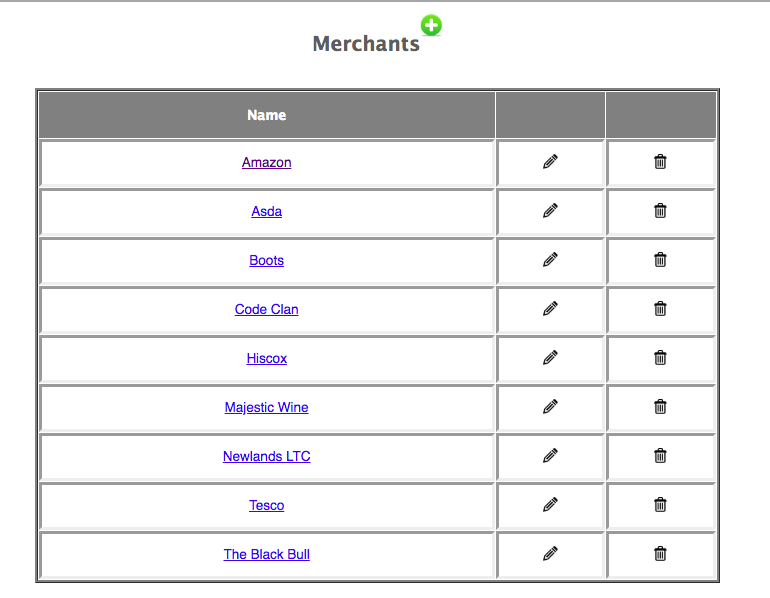 Merchants
Name
Amazon
Asda
Boots
Code Clan
Hiscox
Majestic Wine
Newlands LTC
Tesco
The Black Bull